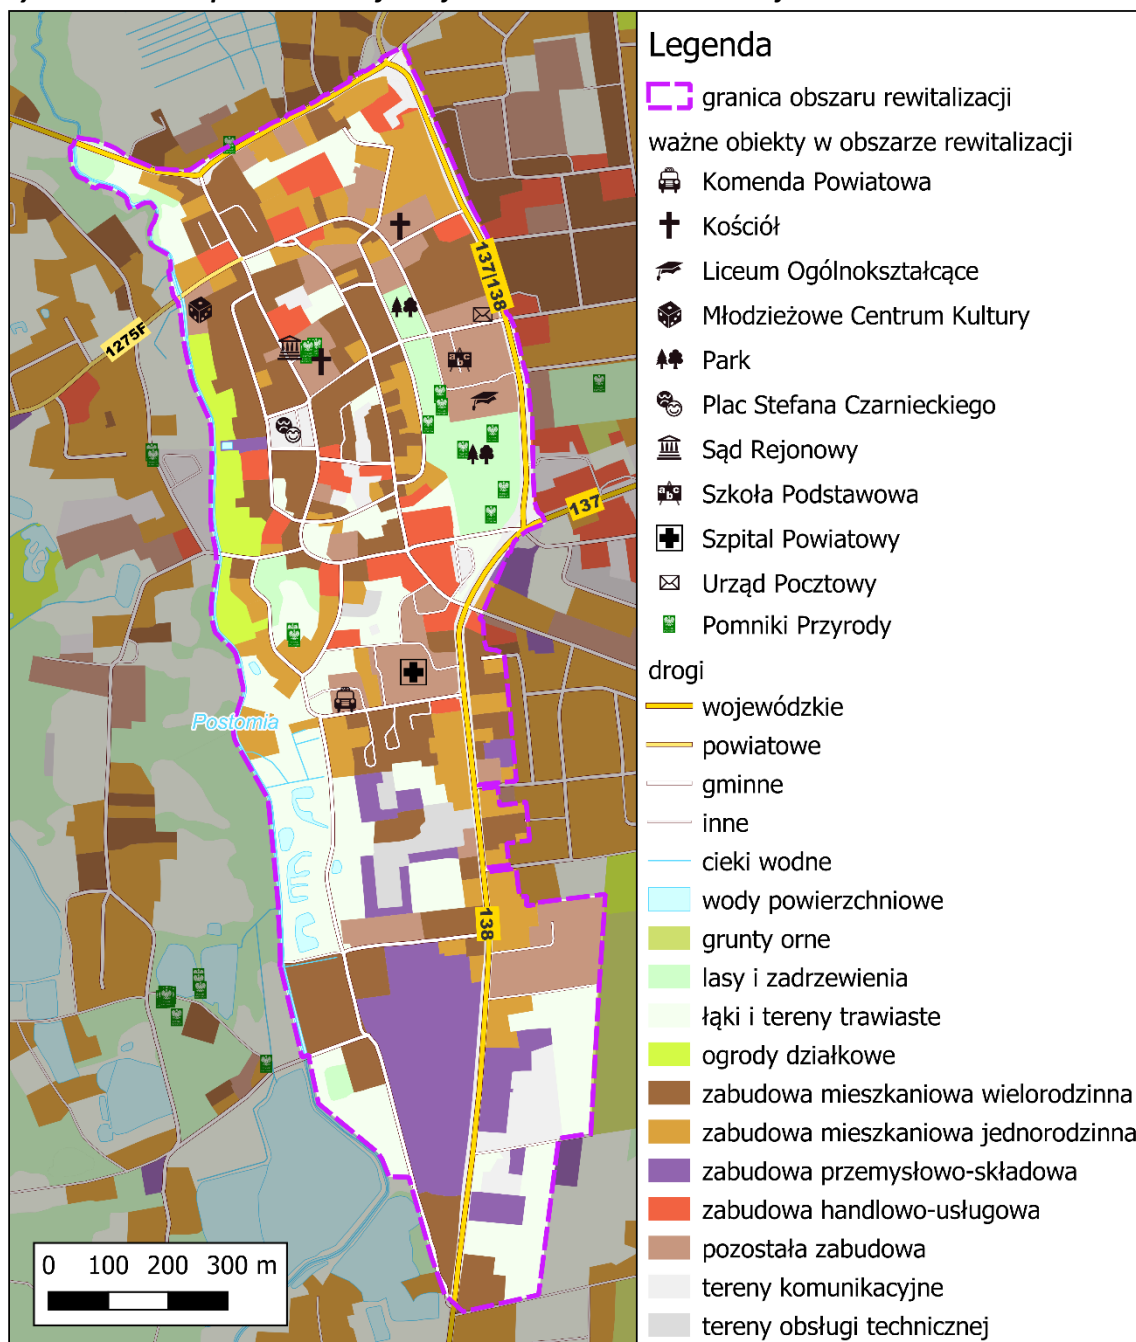 Legenda
granica obszaru rewitalizacji
ważne obiekty w obszarze rewitalizacji
Komenda Powiatowa
Kościół
Liceum Ogólnokształcące
Młodzieżowe Centrum Kultury
Park
Plac Stefana Czarnieckiego
Sąd Rejonowy
Szkoła Podstawowa
Szpital Powiatowy
Urząd Pocztowy
Pomniki Przyrody
drogi
wojewódzkie
powiatowe
gminne
inne
cieki wodne
wody powierzchniowe
grunty orne
lasy i zadrzewienia
łąki i tereny trawiaste
ogrody działkowe
zabudowa mieszkaniowa wielorodzinna
zabudowa mieszkaniowa jednorodzinna
zabudowa przemysłowo-składowa
zabudowa handlowo-usługowa
pozostała zabudowa
tereny komunikacyjne
tereny obsługi technicznej
137|138
1275F
137
Postomia
138
0 100 200 300 m